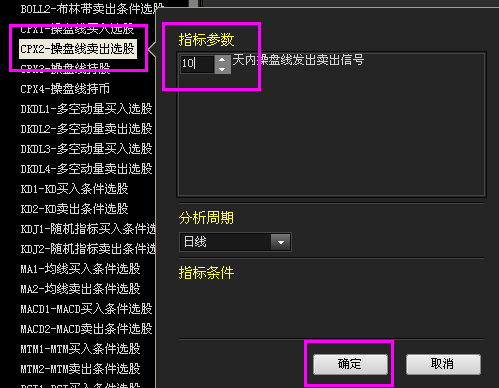 BOLL2-布林带卖出条件选股
CPX1-操盘线买入选股
CPX2-操盘线卖出选股
CPX3-操盘线持股
CPX4-操盘线持币
DKDL1-多空动量买入选股
DKDL2-多空动量卖出选股
DKDL3-多空动量买入选股
DKDL4-多空动量卖出选股
KD1-KD买入条件选股
KD2-KD卖出条件选股
KDJ1-随机指标买入条件选股
KDJ2-随机指标卖出条件选股
MA1-均线买入条件选股
MA2-均线卖出条件选股
MACD1-MACD买入条件选股
MACD2-MACD卖出条件选股
MTM1-MTM买入条件选股
MTM2-MTM卖出条件选股
指标参数
10 天内操盘线发出卖出信号
分析周期
日线
指标条件
确定
取消